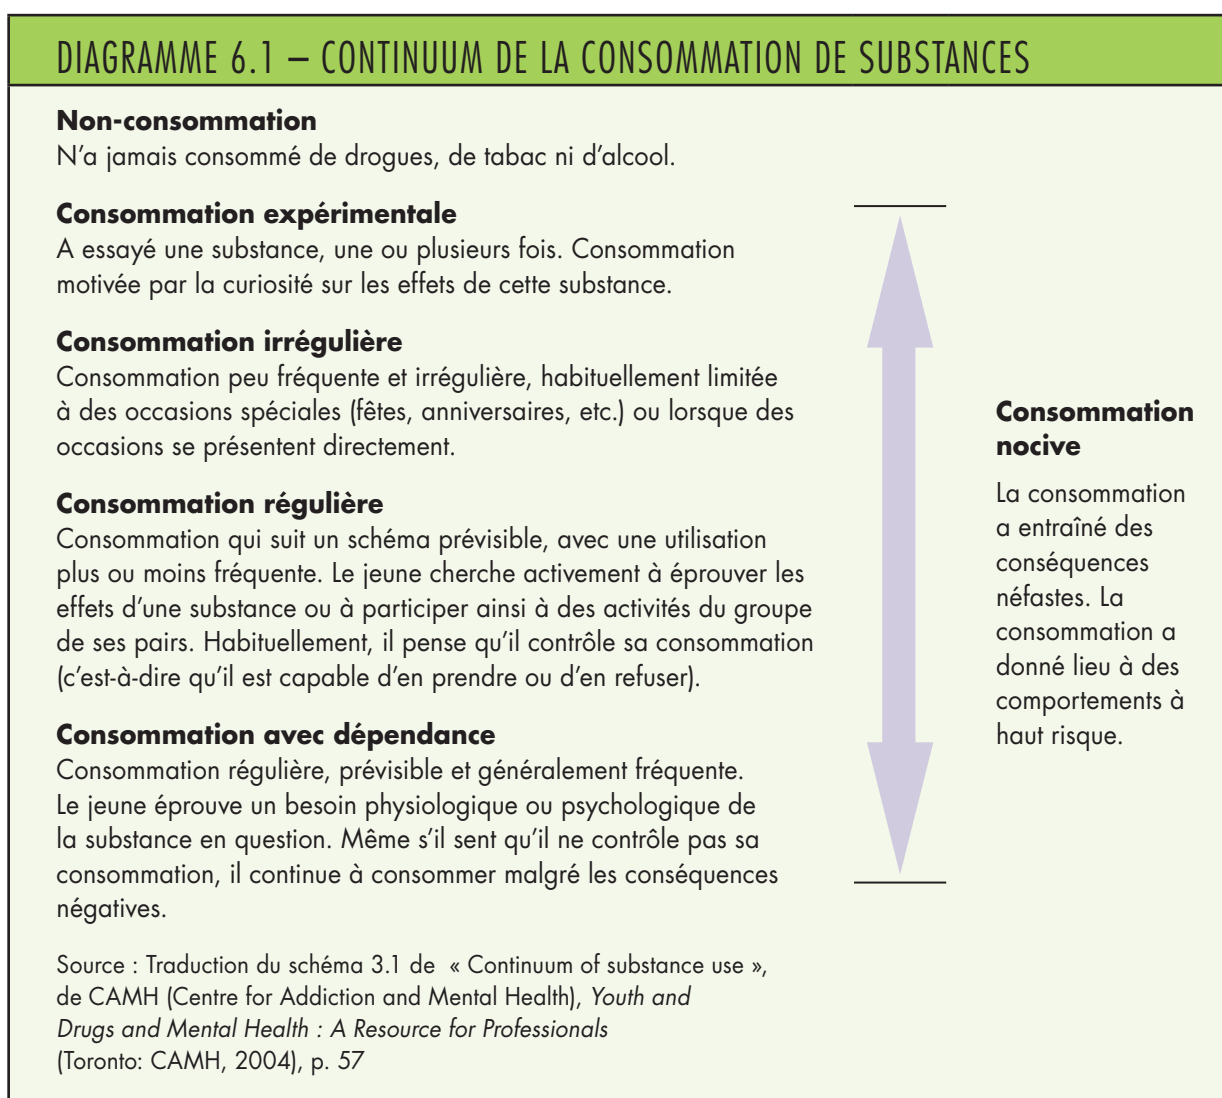 DIAGRAMME 6.1 – CONTINUUM DE LA CONSOMMATION DE SUBSTANCES
Non-consommation
N'a jamais consommé de drogues, de tabac ni d'alcool.
Consommation expérimentale
A essayé une substance, une ou plusieurs fois. Consommation
motivée par la curiosité sur les effets de cette substance.
Consommation irrégulière
Consommation peu fréquente et irrégulière, habituellement limitée
à des occasions spéciales (fêtes, anniversaires, etc.) ou lorsque des
occasions se présentent directement.
Consommation régulière
Consommation qui suit un schéma prévisible, avec une utilisation
plus ou moins fréquente. Le jeune cherche activement à éprouver les
effets d'une substance ou à participer ainsi à des activités du groupe
de ses pairs. Habituellement, il pense qu'il contrôle sa consommation
(c'est-à-dire qu'il est capable d'en prendre ou d'en refuser).
Consommation avec dépendance
Consommation régulière, prévisible et généralement fréquente.
Le jeune éprouve un besoin physiologique ou psychologique de
la substance en question. Même s'il sent qu'il ne contrôle pas sa
consommation, il continue à consommer malgré les conséquences
négatives.
Consommation
nocive
La consommation
a entraîné des
conséquences
néfastes. La
consommation a
donné lieu à des
comportements à
haut risque.
Source : Traduction du schéma 3.1 de « Continuum of substance use »,
de CAMH (Centre for Addiction and Mental Health), Youth and
Drugs and Mental Health : A Resource for Professionals
(Toronto: CAMH, 2004), p. 57